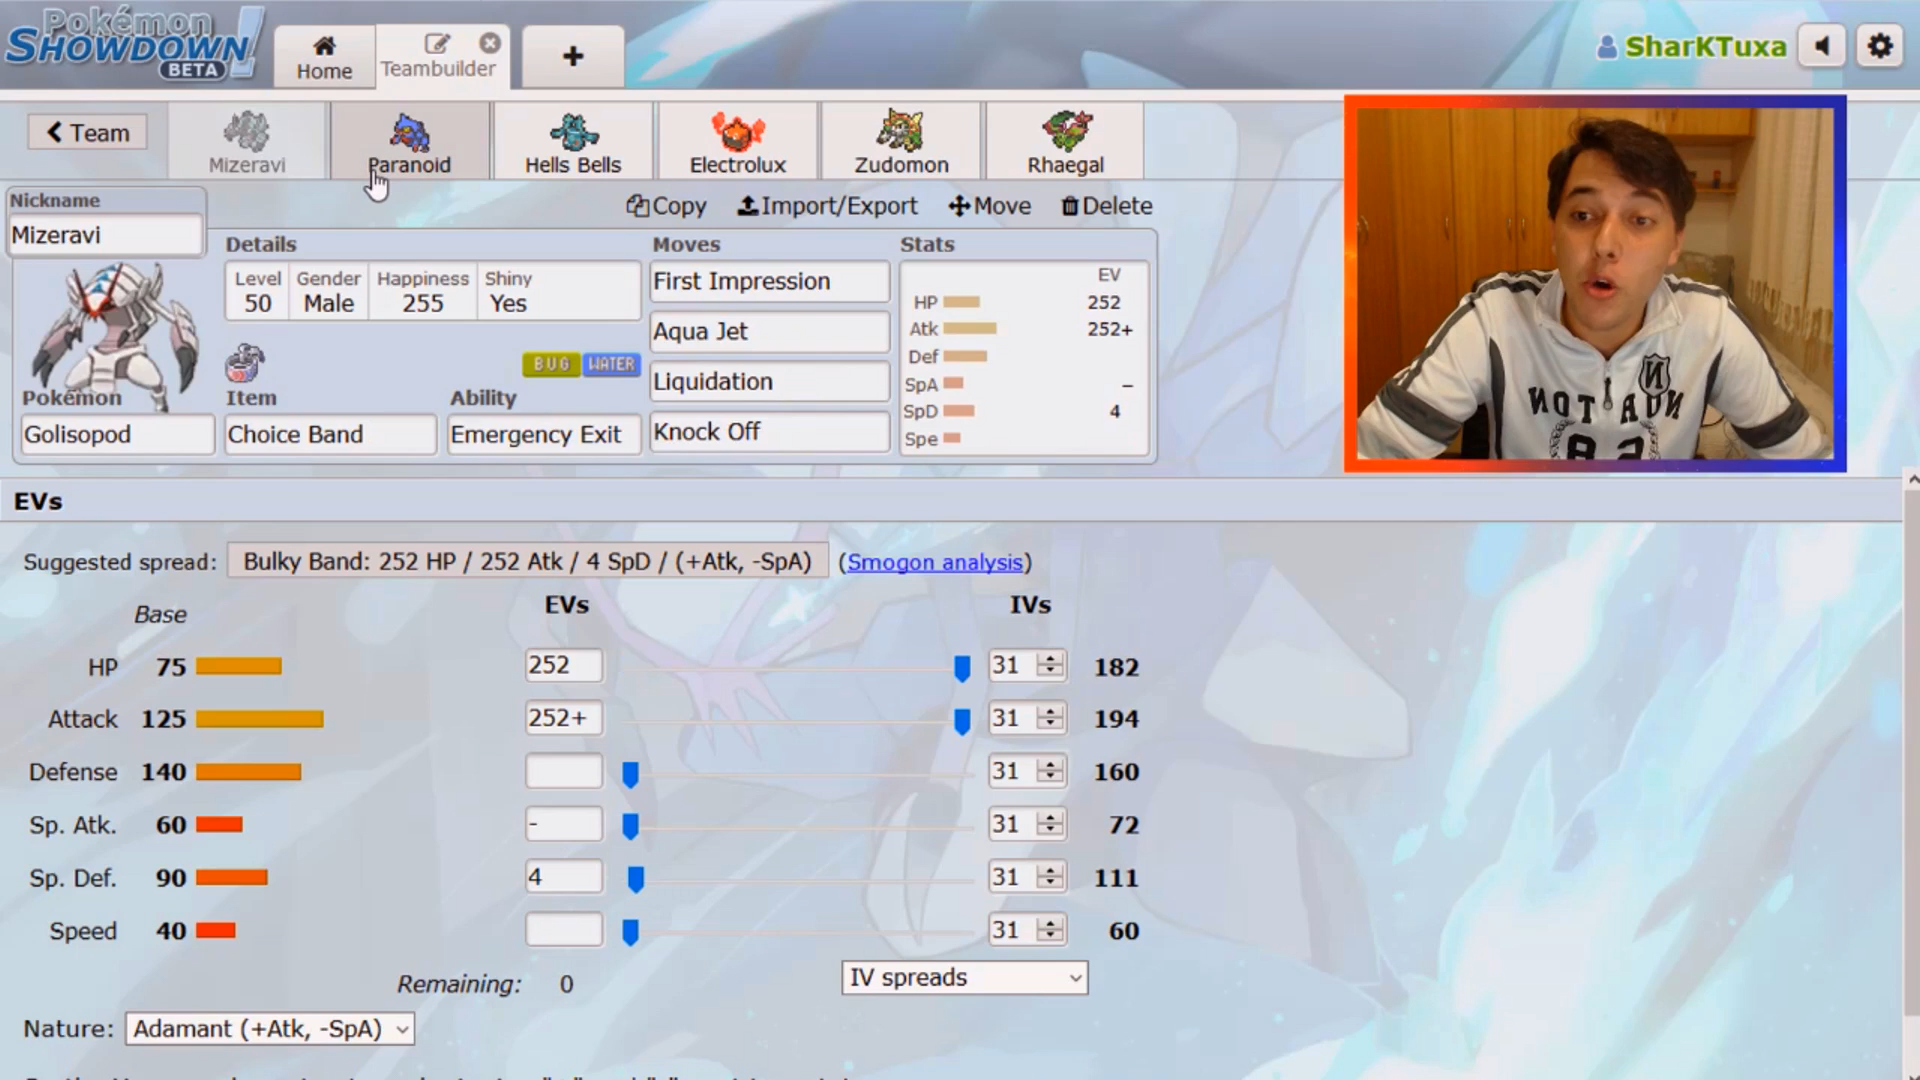 Pokémon
SHOWDOWN!
BETA
Home
Teambuilder
+
SharKTuxa
Team
Mizeravi
Paranoid
Hells Bells
Electrolux
Zudomon
Rhaegal
Nickname
Mizeravi
Copy
Import/Export
Move
Delete
Details
Moves
Stats
Level
Gender
Happiness
Shiny
50
Male
255
Yes
First Impression
Aqua Jet
Liquidation
Knock Off
EV
HP 252
Atk 252+
Def
SpA –
SpD 4
Spe
BUG WATER
Pokémon
Item
Ability
Golisopod
Choice Band
Emergency Exit
EVs
Suggested spread: Bulky Band: 252 HP / 252 Atk / 4 SpD / (+Atk, -SpA) (Smogon analysis)
Base EVs IVs
HP 75 252 31 182
Attack 125 252+ 31 194
Defense 140 31 160
Sp. Atk. 60 - 31 72
Sp. Def. 90 4 31 111
Speed 40 31 60
Remaining: 0
IV spreads
Nature: Adamant (+Atk, -SpA)